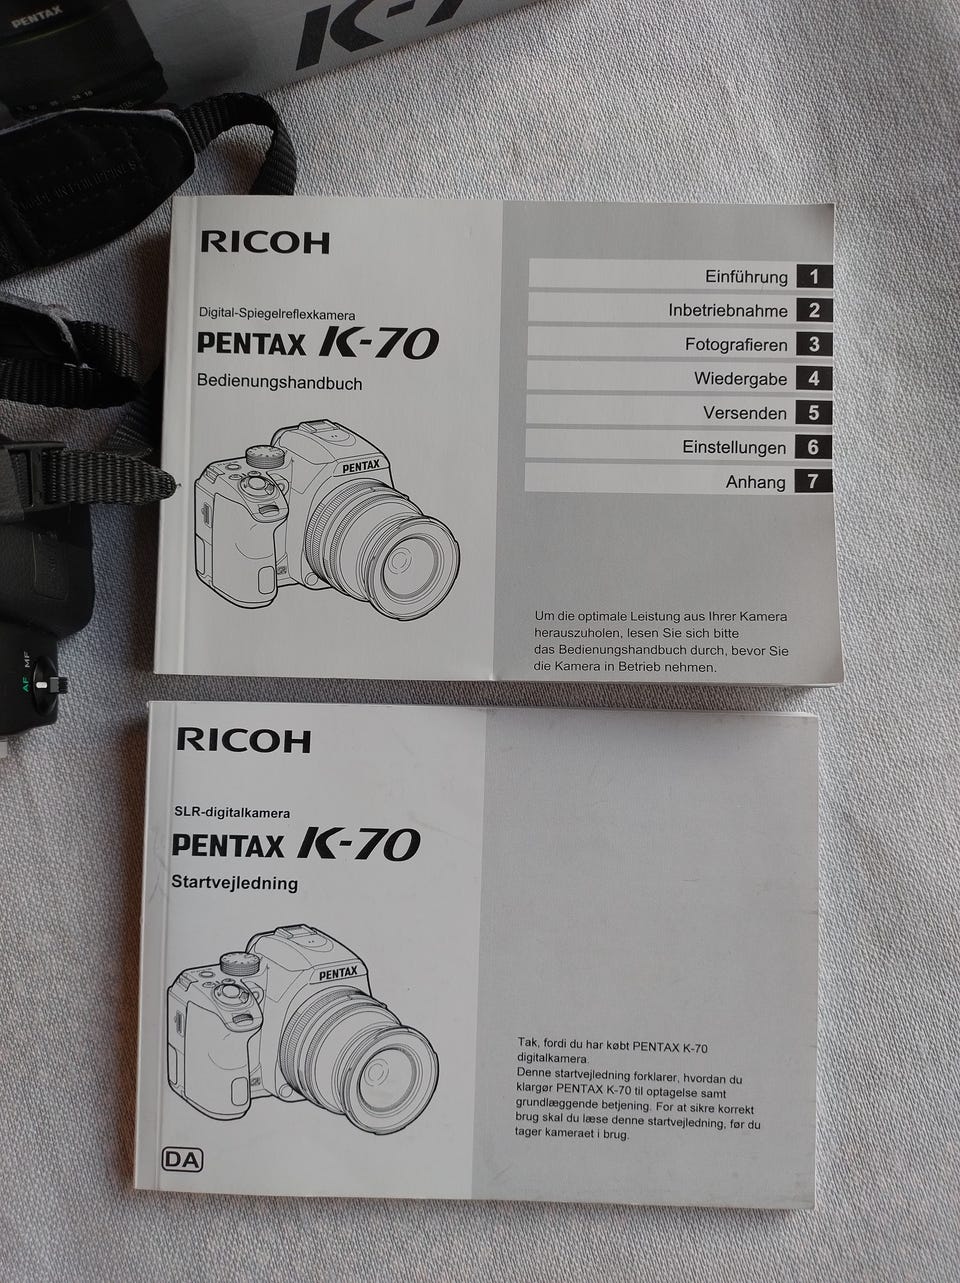 PENTAX
K-7
RICOH
Digital-Spiegelreflexkamera
PENTAX K-70
Bedienungshandbuch
PENTAX
Einführung 1
Inbetriebnahme 2
Fotografieren 3
Wiedergabe 4
Versenden 5
Einstellungen 6
Anhang 7
Um die optimale Leistung aus Ihrer Kamera
herauszuholen, lesen Sie sich bitte
das Bedienungshandbuch durch, bevor Sie
die Kamera in Betrieb nehmen.
AF MF
RICOH
SLR-digitalkamera
PENTAX K-70
Startvejledning
PENTAX
DA
Tak, fordi du har købt PENTAX K-70
digitalkamera.
Denne startvejledning forklarer, hvordan du
klargør PENTAX K-70 til optagelse samt
grundlæggende betjening. For at sikre korrekt
brug skal du læse denne startvejledning, før du
tager kameraet i brug.